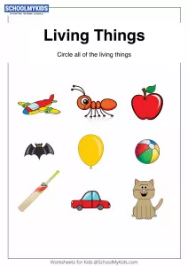 SCHOOLMYKIDS
Living Things
Circle all of the living things
Worksheets for Kids @SchoolMyKids.com